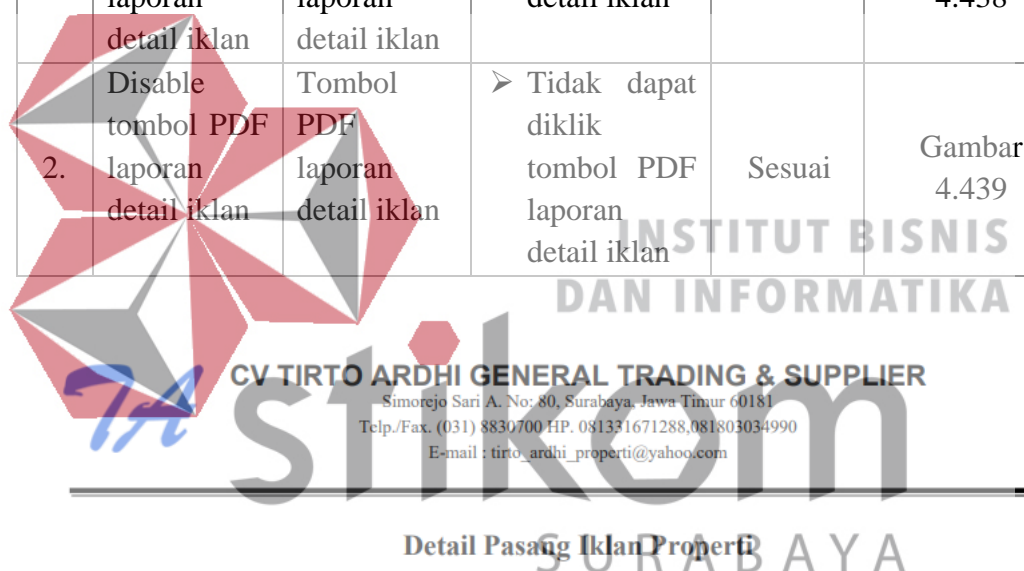 laporan laporan detail iklan 4.438
detail iklan detail iklan
Disable Tombol ➢ Tidak dapat
tombol PDF PDF diklik
2. laporan laporan tombol PDF Sesuai Gambar
detail iklan detail iklan laporan 4.439
detail iklan
INSTITUT BISNIS
DAN INFORMATIKA
TA
CV TIRTO ARDHI GENERAL TRADING & SUPPLIER
Simorejo Sari A. No: 80, Surabaya, Jawa Timur 60181
Telp./Fax. (031) 8830700 HP. 081331671288,081803034990
E-mail : tirto_ardhi_properti@yahoo.com
stikom
Detail Pasang Iklan Properti
SURABAYA